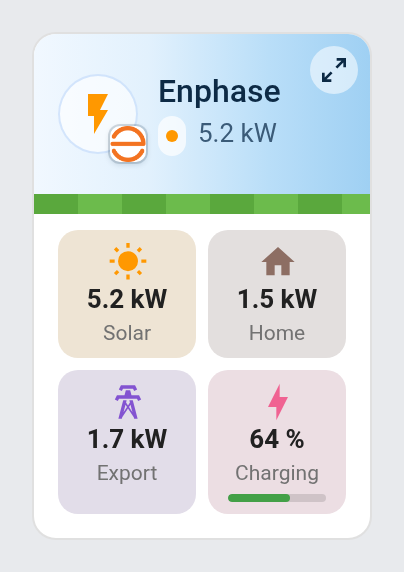 Enphase
5.2 kW
5.2 kW
Solar
1.5 kW
Home
1.7 kW
Export
64 %
Charging